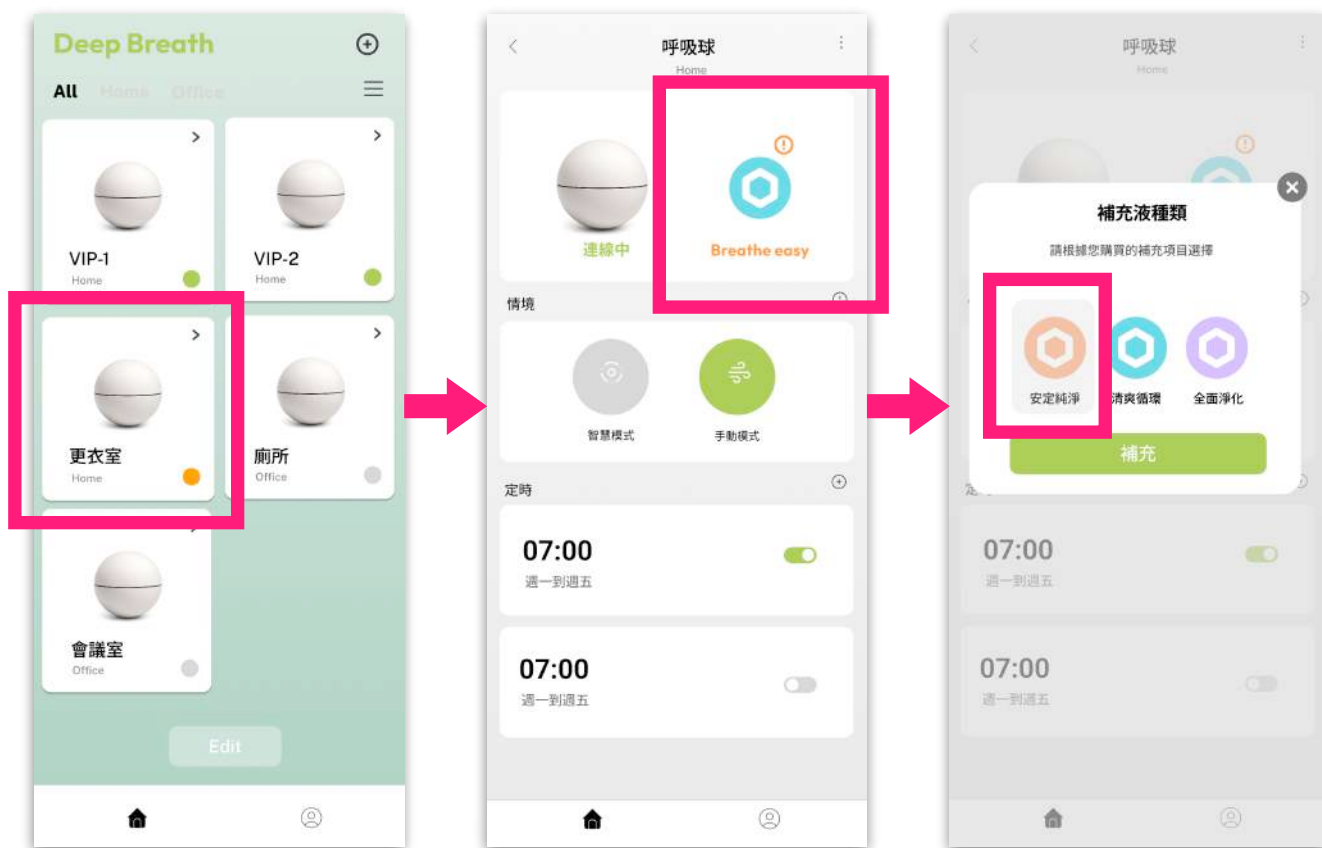 Deep Breath
All Home Office
VIP-1
Home
VIP-2
Home
更衣室
Home
廁所
Office
會議室
Office
Edit
呼吸球
Home
連線中
Breathe easy
情境
智慧模式
手動模式
定時
07:00
週一到週五
07:00
週一到週五
呼吸球
Home
補充液種類
請根據您購買的補充項目選擇
安定純淨
清爽循環
全面淨化
補充
07:00
週一到週五
07:00
週一到週五